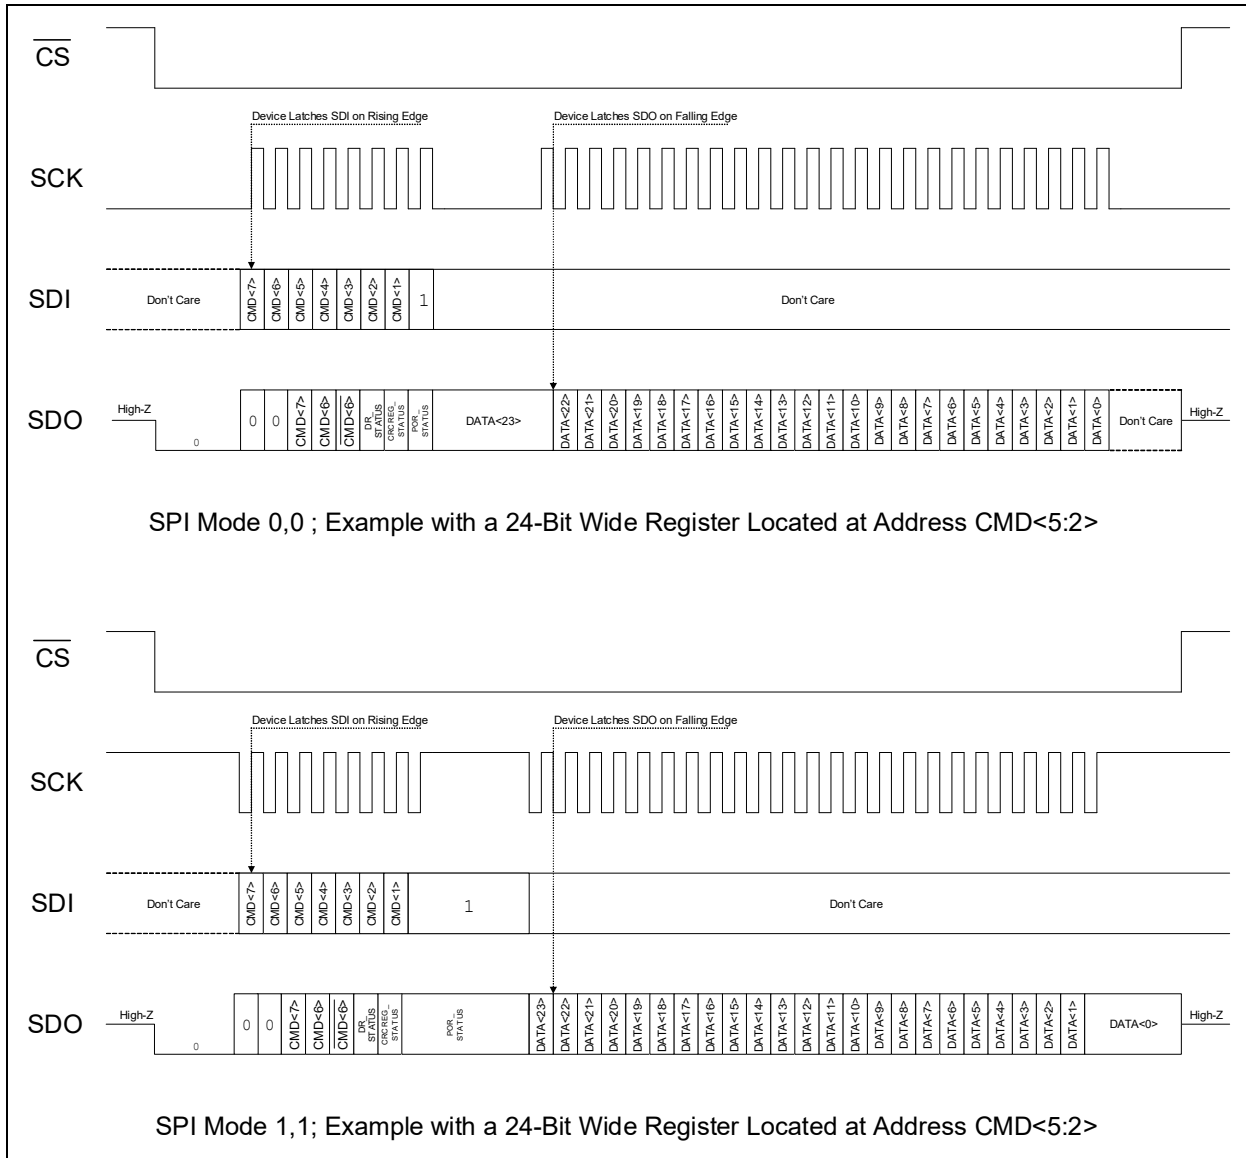 CS
Device Latches SDI on Rising Edge Device Latches SDO on Falling Edge
SCK
SDI Don't Care CMD<7> CMD<6> CMD<5> CMD<4> CMD<3> CMD<2> CMD<1> 1 Don't Care
SDO High-Z 0 0 0 CMD<7> CMD<6> CMD<6> DR_STATUS CRCREG_STATUS POR_STATUS DATA<23> DATA<22> DATA<21> DATA<20> DATA<19> DATA<18> DATA<17> DATA<16> DATA<15> DATA<14> DATA<13> DATA<12> DATA<11> DATA<10> DATA<9> DATA<8> DATA<7> DATA<6> DATA<5> DATA<4> DATA<3> DATA<2> DATA<1> DATA<0> Don't Care High-Z
SPI Mode 0,0 ; Example with a 24-Bit Wide Register Located at Address CMD<5:2>
CS
Device Latches SDI on Rising Edge Device Latches SDO on Falling Edge
SCK
SDI Don't Care CMD<7> CMD<6> CMD<5> CMD<4> CMD<3> CMD<2> CMD<1> 1 Don't Care
SDO High-Z 0 0 0 CMD<7> CMD<6> CMD<6> DR_STATUS CRCREG_STATUS POR_STATUS DATA<23> DATA<22> DATA<21> DATA<20> DATA<19> DATA<18> DATA<17> DATA<16> DATA<15> DATA<14> DATA<13> DATA<12> DATA<11> DATA<10> DATA<9> DATA<8> DATA<7> DATA<6> DATA<5> DATA<4> DATA<3> DATA<2> DATA<1> DATA<0> High-Z
SPI Mode 1,1; Example with a 24-Bit Wide Register Located at Address CMD<5:2>